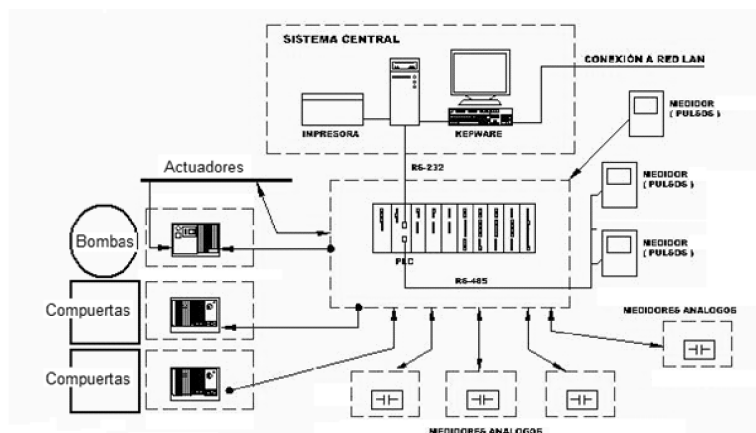 SISTEMA CENTRAL
CONEXIÓN A RED LAN
IMPRESORA
KEPWARE
MEDIDOR
( PULSOS )
RS-232
Actuadores
MEDIDOR
( PULSOS )
Bombas
MEDIDOR
( PULSOS )
PLC
RS-485
Compuertas
MEDIDORES ANALOGOS
Compuertas
MEDIDORES ANALOGOS